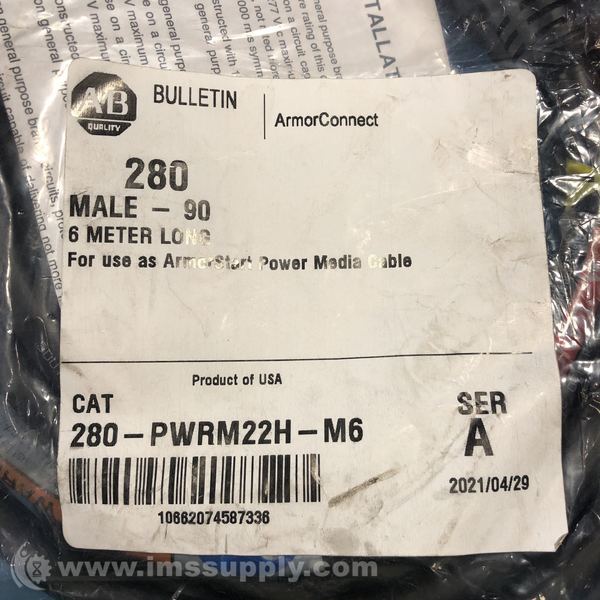 TALLAT
AB
QUALITY
BULLETIN
ArmorConnect
280
MALE - 90
6 METER LONG
For use as ArmorStart Power Media Cable
Product of USA
CAT
280-PWRM22H-M6
SER
A
2021/04/29
10662074587336
www.imssupply.com